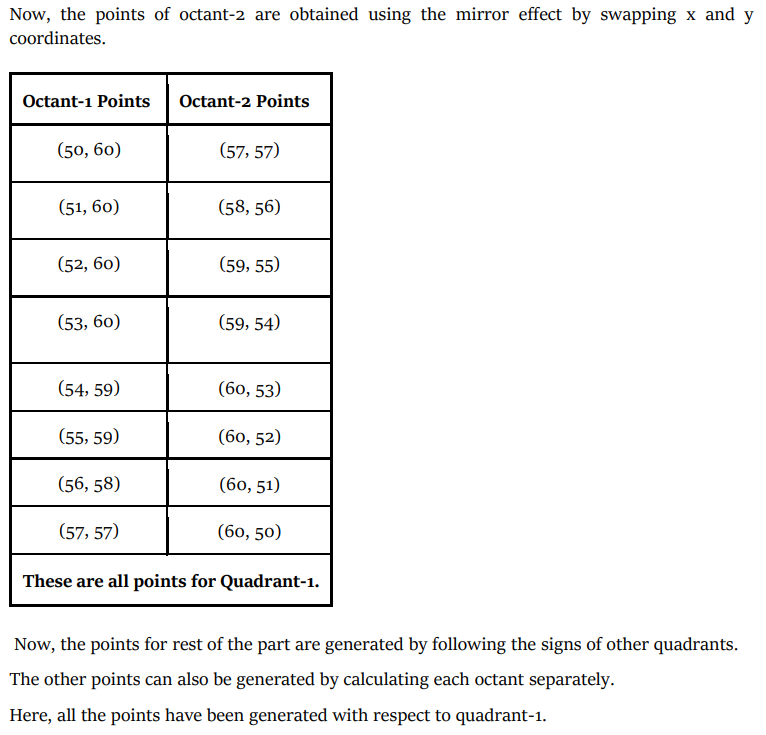 Now, the points of octant-2 are obtained using the mirror effect by swapping x and y
coordinates.
Octant-1 Points Octant-2 Points
(50, 60) (57, 57)
(51, 60) (58, 56)
(52, 60) (59, 55)
(53, 60) (59, 54)
(54, 59) (60, 53)
(55, 59) (60, 52)
(56, 58) (60, 51)
(57, 57) (60, 50)
These are all points for Quadrant-1.
Now, the points for rest of the part are generated by following the signs of other quadrants.
The other points can also be generated by calculating each octant separately.
Here, all the points have been generated with respect to quadrant-1.